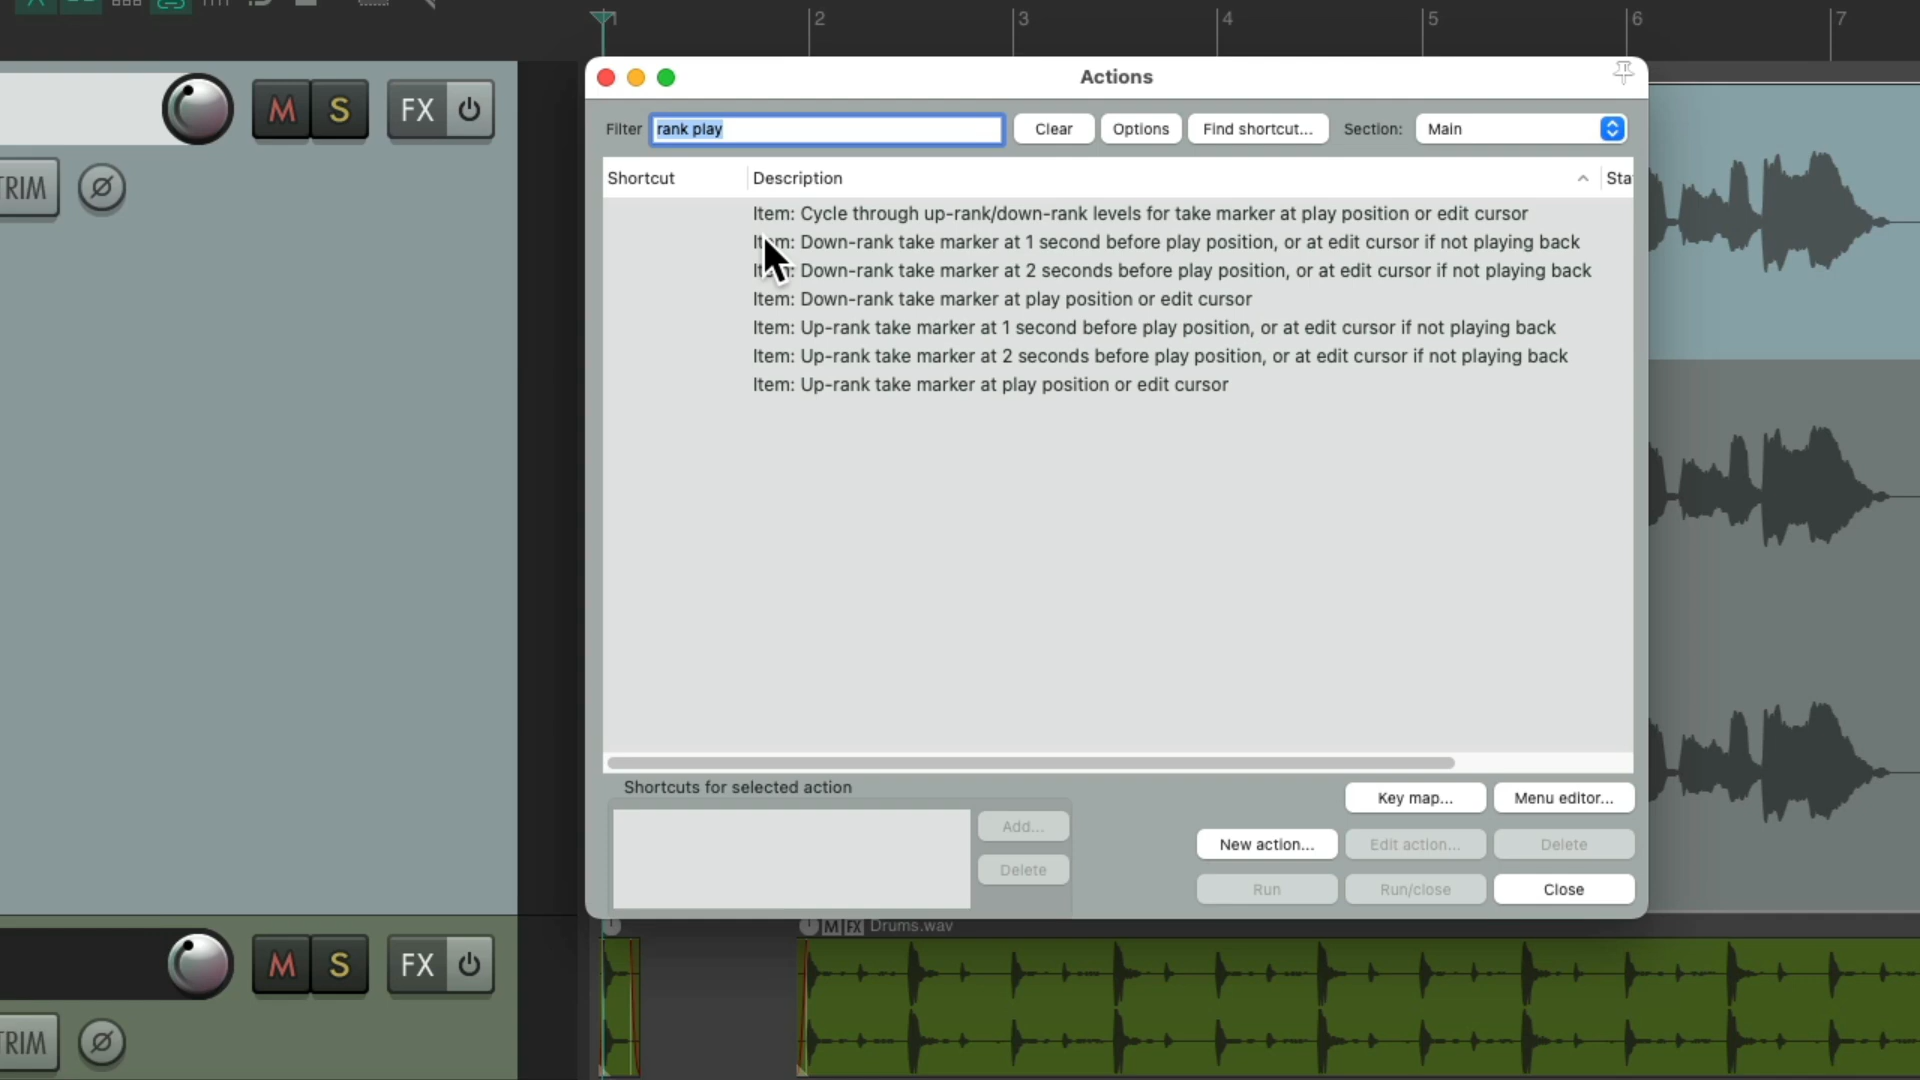 1 2 3 4 5 6 7
Actions
Filter rank play Clear Options Find shortcut... Section: Main
Shortcut Description Sta
Item: Cycle through up-rank/down-rank levels for take marker at play position or edit cursor
Item: Down-rank take marker at 1 second before play position, or at edit cursor if not playing back
Item: Down-rank take marker at 2 seconds before play position, or at edit cursor if not playing back
Item: Down-rank take marker at play position or edit cursor
Item: Up-rank take marker at 1 second before play position, or at edit cursor if not playing back
Item: Up-rank take marker at 2 seconds before play position, or at edit cursor if not playing back
Item: Up-rank take marker at play position or edit cursor
Shortcuts for selected action
Add...
Delete
Key map... Menu editor...
New action... Edit action... Delete
Run Run/close Close
M S FX
TRIM Ø
M FX Drums.wav
M S FX
TRIM Ø